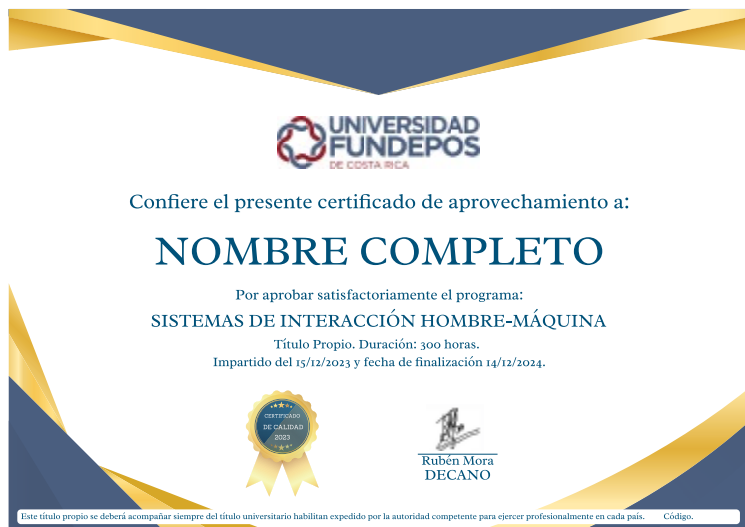 UNIVERSIDAD
FUNDEPOS
DE COSTA RICA
Confiere el presente certificado de aprovechamiento a:
NOMBRE COMPLETO
Por aprobar satisfactoriamente el programa:
SISTEMAS DE INTERACCIÓN HOMBRE-MÁQUINA
Título Propio. Duración: 300 horas.
Impartido del 15/12/2023 y fecha de finalización 14/12/2024.
CERTIFICADO
DE CALIDAD
2023
Rubén Mora
DECANO
Este título propio se deberá acompañar siempre del título universitario habilitan expedido por la autoridad competente para ejercer profesionalmente en cada país. Código.